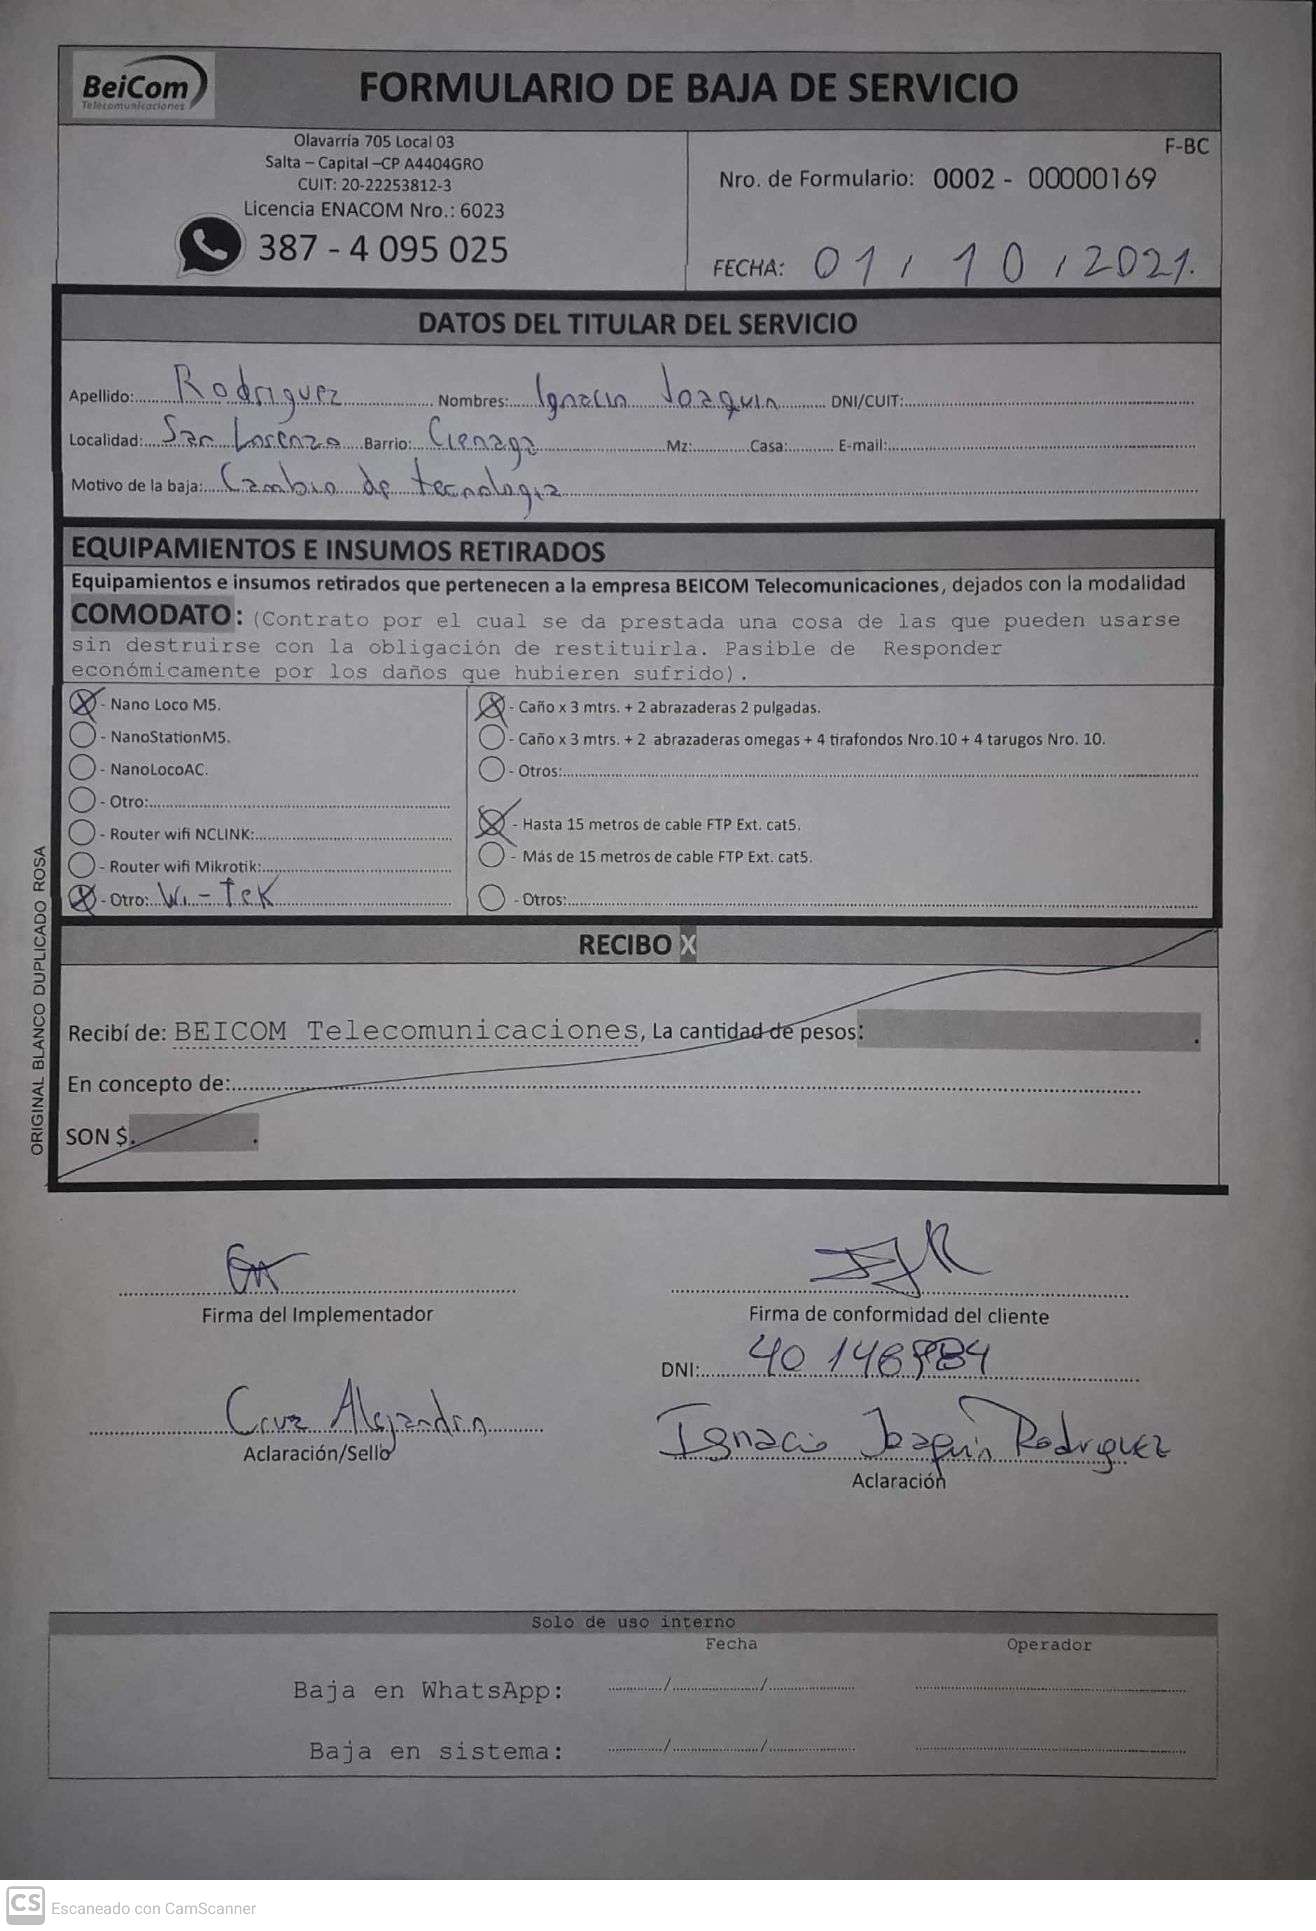 BeiCom
Telecomunicaciones
FORMULARIO DE BAJA DE SERVICIO
Olavarría 705 Local 03
Salta – Capital –CP A4404GRO
CUIT: 20-22253812-3
Licencia ENACOM Nro.: 6023
387 - 4 095 025
F-BC
Nro. de Formulario: 0002 - 00000169
FECHA: 01 / 10 / 2021.
DATOS DEL TITULAR DEL SERVICIO
Apellido: Rodriguez Nombres: Ignacio Joaquin DNI/CUIT:
Localidad: San Lorenzo Barrio: Cienaga Mz: Casa: E-mail:
Motivo de la baja: Cambio de tecnologia
EQUIPAMIENTOS E INSUMOS RETIRADOS
Equipamientos e insumos retirados que pertenecen a la empresa BEICOM Telecomunicaciones, dejados con la modalidad
COMODATO: (Contrato por el cual se da prestada una cosa de las que pueden usarse
sin destruirse con la obligación de restituirla. Pasible de Responder
económicamente por los daños que hubieren sufrido).
X - Nano Loco M5.
- NanoStationM5.
- NanoLocoAC.
- Otro:
- Router wifi NCLINK:
- Router wifi Mikrotik:
X - Otro: Wi-Tek
X - Caño x 3 mtrs. + 2 abrazaderas 2 pulgadas.
- Caño x 3 mtrs. + 2 abrazaderas omegas + 4 tirafondos Nro.10 + 4 tarugos Nro. 10.
- Otros:
X - Hasta 15 metros de cable FTP Ext. cat5.
- Más de 15 metros de cable FTP Ext. cat5.
- Otros:
ORIGINAL BLANCO DUPLICADO ROSA
RECIBO X
Recibí de: BEICOM Telecomunicaciones, La cantidad de pesos: .
En concepto de:
SON $. .
Firma del Implementador
Firma de conformidad del cliente
DNI:
Cruz Alejandro
Aclaración/Sello
Ignacio Joaquin Rodriguez
Aclaración
Solo de uso interno
Fecha Operador
Baja en WhatsApp: / /
Baja en sistema: / /
CS Escaneado con CamScanner